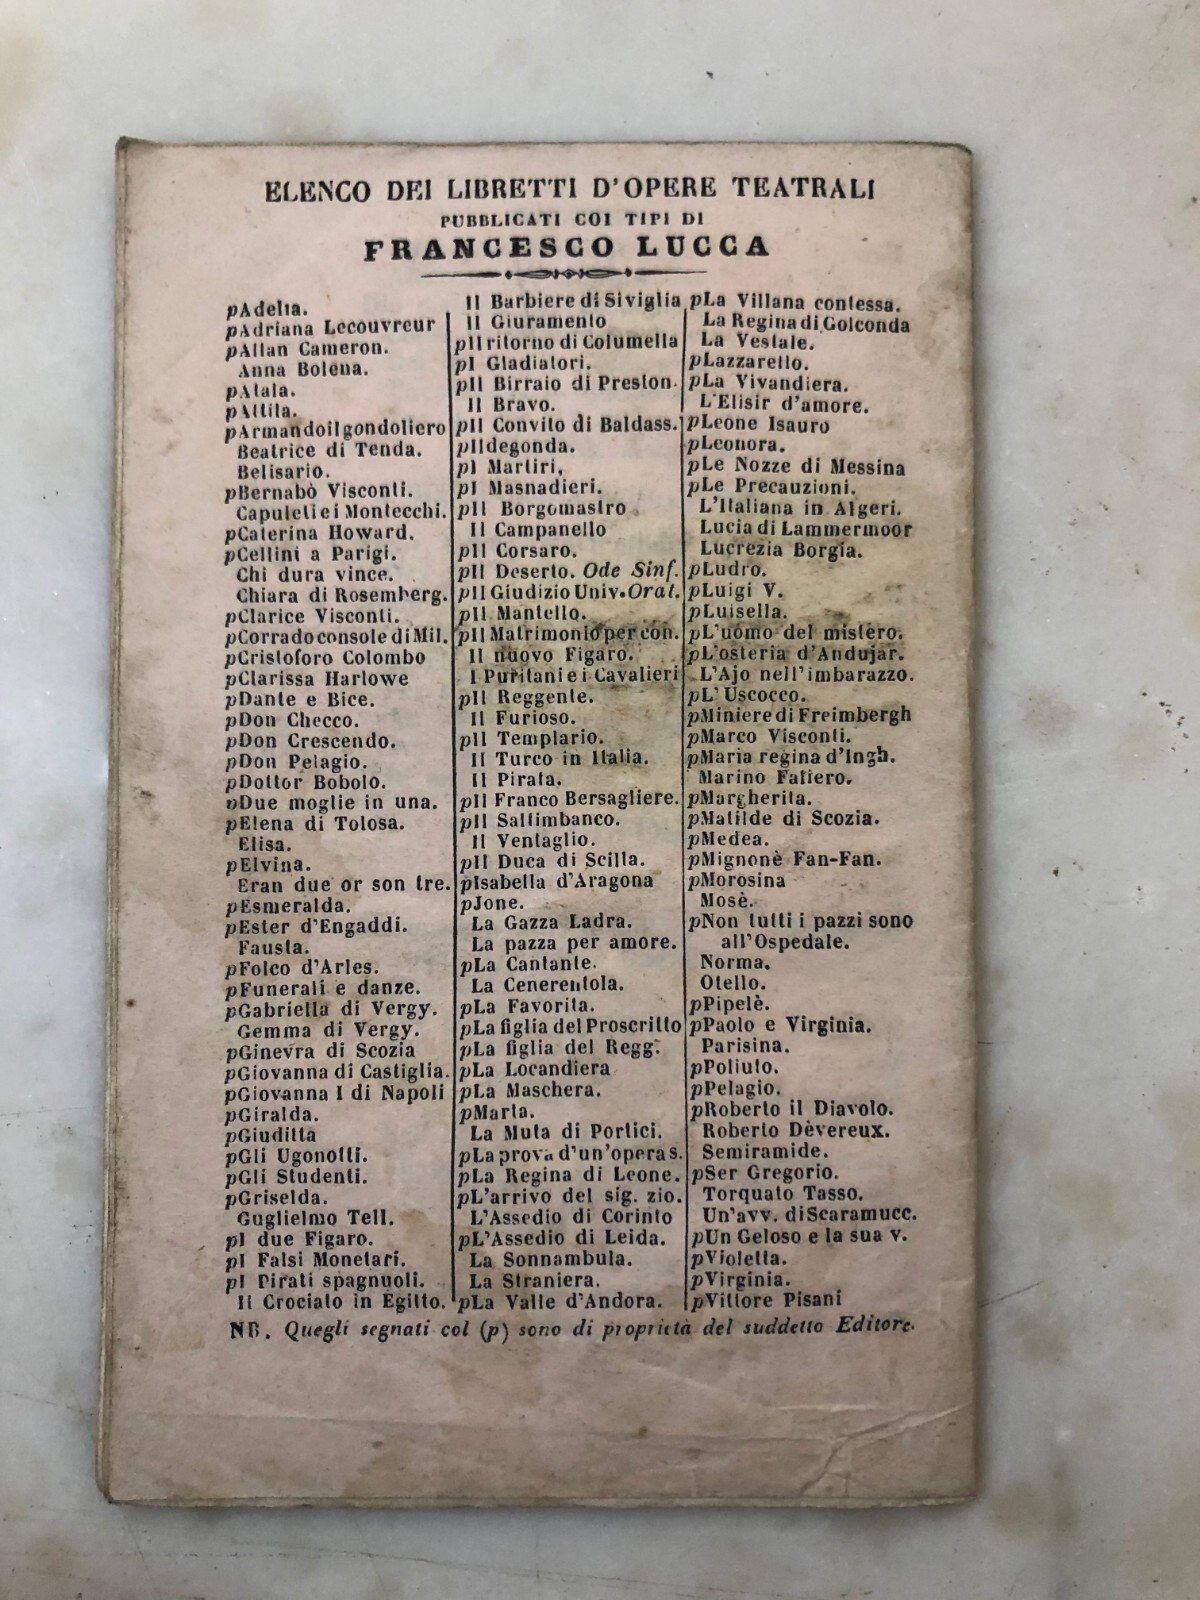 ELENCO DEI LIBRETTI D'OPERE TEATRALI
PUBBLICATI COI TIPI DI
FRANCESCO LUCCA
pAdelia.
pAdriana Lecouvreur
pAllan Cameron.
Anna Bolena.
pAtala.
pAttila.
pArmandoilgondoliero
Beatrice di Tenda.
Belisario.
pBernabò Visconti.
Capuletiei Montecchi.
pCaterina Howard.
pCellini a Parigi.
Chi dura vince.
Chiara di Rosemberg.
pClarice Visconti.
pCorrado console di Mil.
pCristoforo Colombo
pClarissa Harlowe
pDante e Bice.
pDon Checco.
pDon Crescendo.
pDon Pelagio.
pDottor Bobolo.
pDue moglie in una.
pElena di Tolosa.
Elisa.
pElvina.
Eran due or son tre.
pEsmeralda.
pEster d'Engaddi.
Fausta.
pFolco d'Arles.
pFunerali e danze.
pGabriella di Vergy.
Gemma di Vergy.
pGinevra di Scozia
pGiovanna di Castiglia.
pGiovanna I di Napoli
pGiralda.
pGiuditta
pGli Ugonotti.
pGli Studenti.
pGriselda.
Guglielmo Tell.
pI due Figaro.
pI Falsi Monetari.
pI Pirati spagnuoli.
Il Crociato in Egitto.
Il Barbiere di Siviglia
Il Giuramento
pIl ritorno di Columella
pI Gladiatori.
pIl Birraio di Preston.
Il Bravo.
pIl Convito di Baldass.
pIldegonda.
pI Martiri,
pI Masnadieri.
pIl Borgomastro
Il Campanello
pIl Corsaro.
pIl Deserto. Ode Sinf.
pIl Giudizio Univ. Orat.
pIl Mantello.
pIl Matrimonio per con.
Il nuovo Figaro.
I Puritani e i Cavalieri
pIl Reggente.
Il Furioso.
pIl Templario.
Il Turco in Italia.
Il Pirata.
pIl Franco Bersagliere.
pIl Saltimbanco.
Il Ventaglio.
pIl Duca di Scilla.
pIsabella d'Aragona
pJone.
La Gazza Ladra.
La pazza per amore.
pLa Cantante.
La Cenerentola.
pLa Favorita.
pLa figlia del Proscritto
pLa figlia del Regg.
pLa Locandiera
pLa Maschera.
pMarta.
La Muta di Portici.
pLa prova d'un'opera s.
pLa Regina di Leone.
pL'arrivo del sig. zio.
L'Assedio di Corinto
pL'Assedio di Leida.
La Sonnambula.
La Straniera.
pLa Valle d'Andora.
pLa Villana contessa.
La Regina di Golconda
La Vestale.
pLazzarello.
pLa Vivandiera.
L'Elisir d'amore.
pLeone Isauro
pLeonora.
pLe Nozze di Messina
pLe Precauzioni.
L'Italiana in Algeri.
Lucia di Lammermoor
Lucrezia Borgia.
pLudro.
pLuigi V.
pLuisella.
pL'uomo del mistero.
pL'osteria d'Andujar.
L'Ajo nell'imbarazzo.
pL'Uscocco.
pMiniere di Freimbergh
pMarco Visconti.
pMaria regina d'Ingh.
Marino Faliero.
pMargherita.
pMatilde di Scozia.
pMedea.
pMignonè Fan-Fan.
pMorosina
Mosè.
pNon tutti i pazzi sono
all'Ospedale.
Norma.
Otello.
pPipelè.
pPaolo e Virginia.
Parisina.
pPoliuto.
pPelagio.
pRoberto il Diavolo.
Roberto Dèvereux.
Semiramide.
pSer Gregorio.
Torquato Tasso.
Un'avv. di Scaramucc.
pUn Geloso e la sua v.
pVioletta.
pVirginia.
pVittore Pisani
NB. Quegli segnati col (p) sono di proprietà del suddetto Editore.